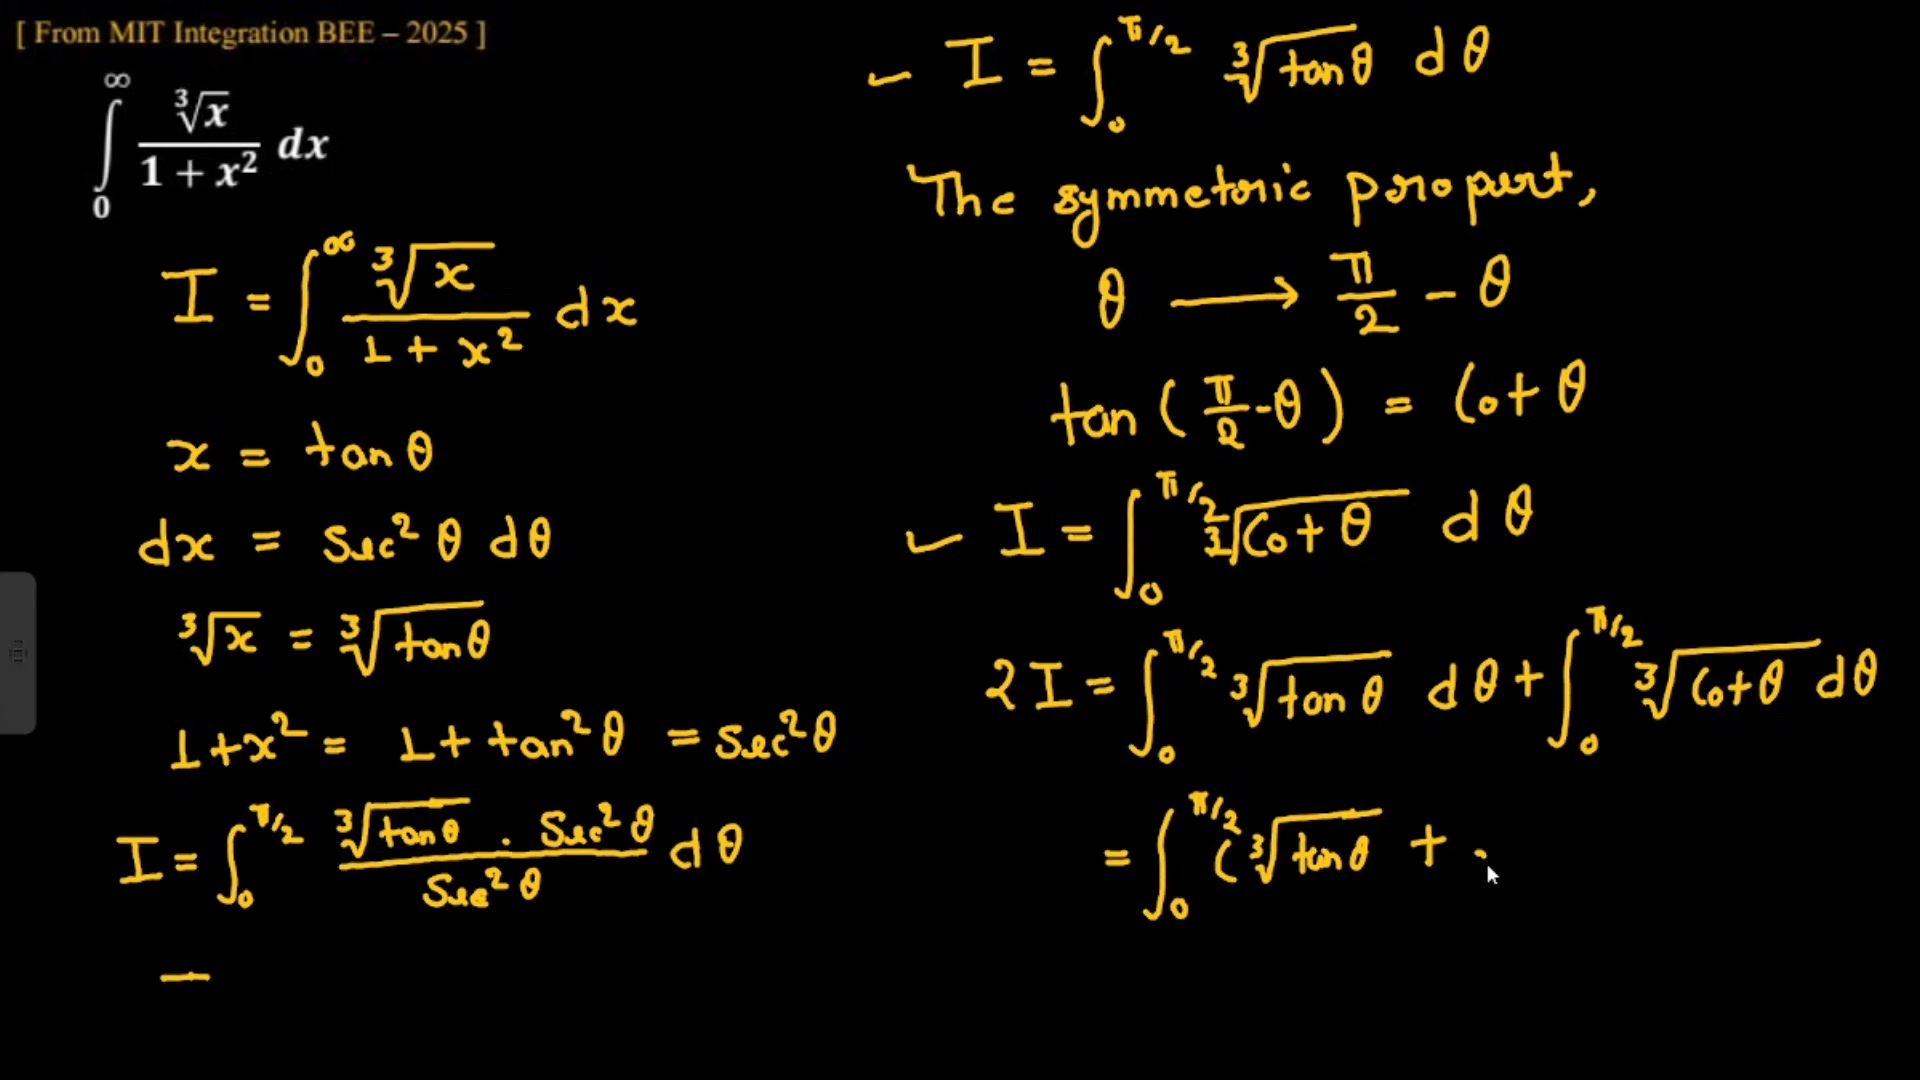 [ From MIT Integration BEE – 2025 ]
∫₀^∞ ∛x / (1 + x²) dx
I = ∫₀^∞ ∛x / (1 + x²) dx
x = tan θ
dx = Sec² θ dθ
∛x = ∛(tan θ)
1 + x² = 1 + tan² θ = Sec² θ
I = ∫₀^(π/2) (∛(tan θ) . Sec² θ) / (Sec² θ) dθ
✓ I = ∫₀^(π/2) ∛(tan θ) dθ
The symmetoric propert,
θ ⟶ π/2 - θ
tan (π/2 - θ) = Cot θ
✓ I = ∫₀^(π/2) ∛(Cot θ) dθ
2I = ∫₀^(π/2) ∛(tan θ) dθ + ∫₀^(π/2) ∛(Cot θ) dθ
= ∫₀^(π/2) (∛(tan θ) +